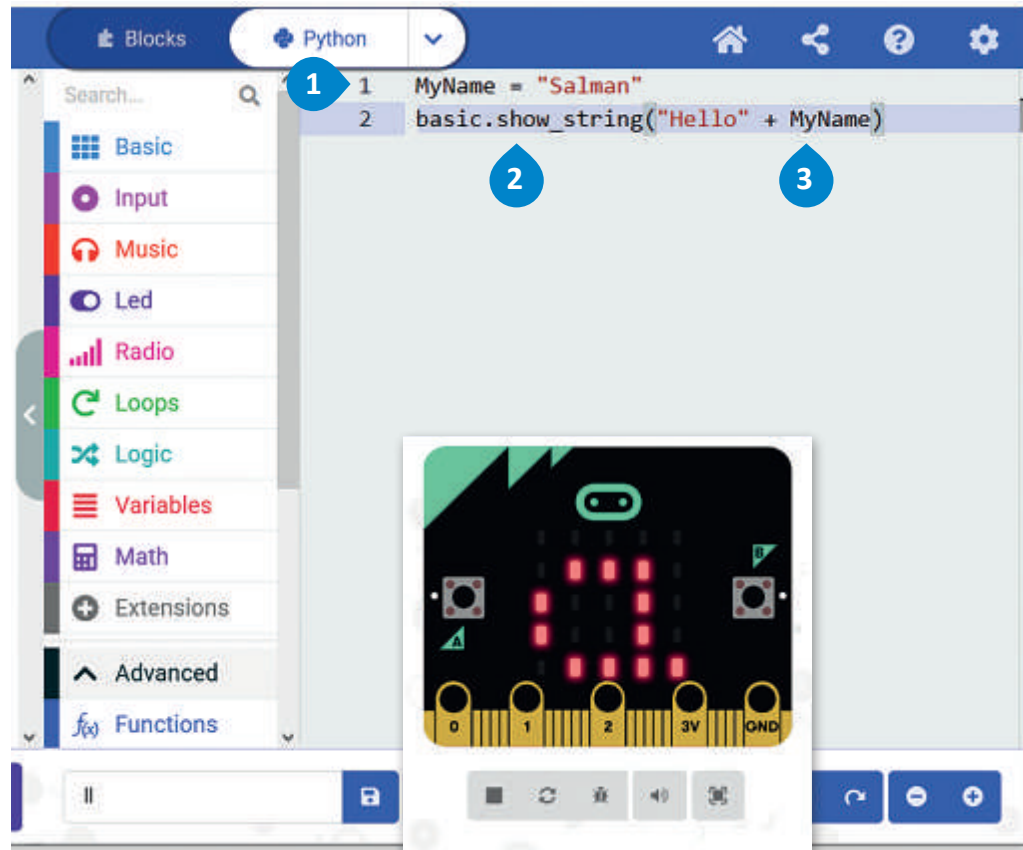 Blocks
Python
Search...
1
1 MyName = "Salman"
2 basic.show_string("Hello" + MyName)
2
3
Basic
Input
Music
Led
Radio
Loops
Logic
Variables
Math
Extensions
Advanced
f(x) Functions
A
B
0 1 2 3V GND
ll